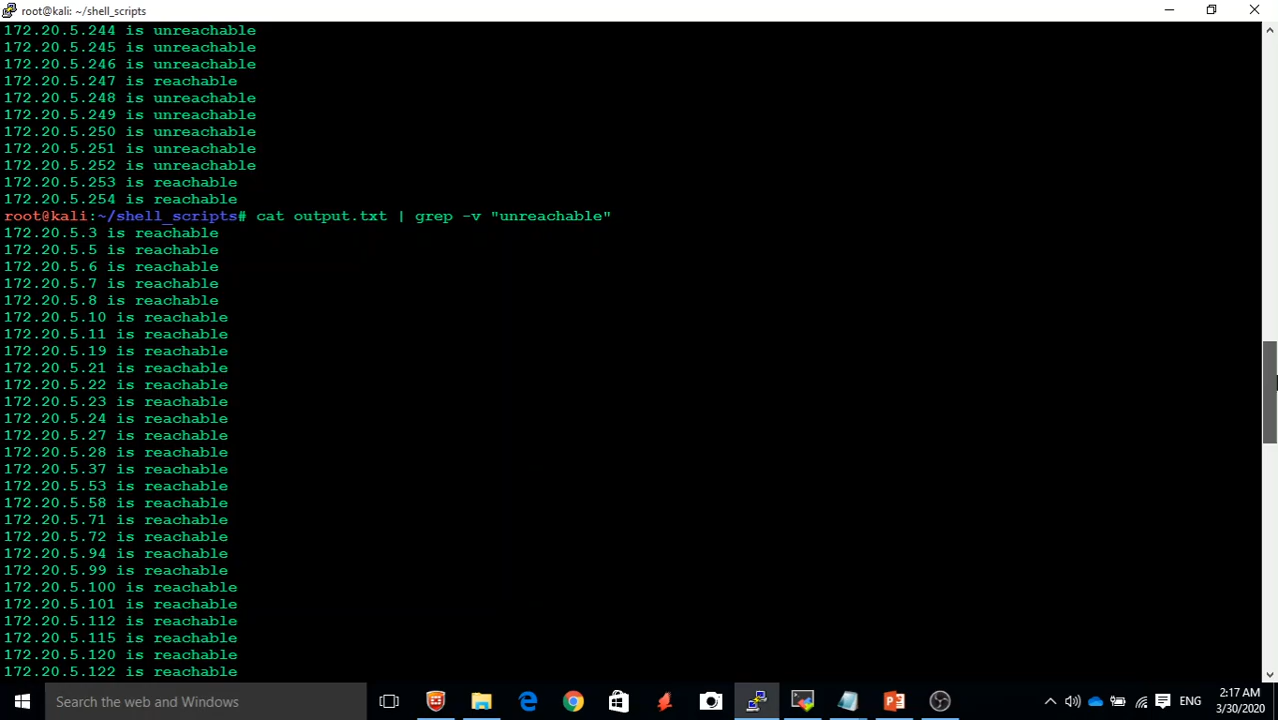 root@kali: ~/shell_scripts
172.20.5.244 is unreachable
172.20.5.245 is unreachable
172.20.5.246 is unreachable
172.20.5.247 is reachable
172.20.5.248 is unreachable
172.20.5.249 is unreachable
172.20.5.250 is unreachable
172.20.5.251 is unreachable
172.20.5.252 is unreachable
172.20.5.253 is reachable
172.20.5.254 is reachable
root@kali:~/shell_scripts# cat output.txt | grep -v "unreachable"
172.20.5.3 is reachable
172.20.5.5 is reachable
172.20.5.6 is reachable
172.20.5.7 is reachable
172.20.5.8 is reachable
172.20.5.10 is reachable
172.20.5.11 is reachable
172.20.5.19 is reachable
172.20.5.21 is reachable
172.20.5.22 is reachable
172.20.5.23 is reachable
172.20.5.24 is reachable
172.20.5.27 is reachable
172.20.5.28 is reachable
172.20.5.37 is reachable
172.20.5.53 is reachable
172.20.5.58 is reachable
172.20.5.71 is reachable
172.20.5.72 is reachable
172.20.5.94 is reachable
172.20.5.99 is reachable
172.20.5.100 is reachable
172.20.5.101 is reachable
172.20.5.112 is reachable
172.20.5.115 is reachable
172.20.5.120 is reachable
172.20.5.122 is reachable
Search the web and Windows
ENG
2:17 AM
3/30/2020